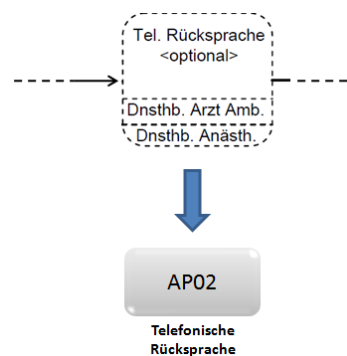 Tel. Rücksprache
<optional>
Dnsthb. Arzt Amb.
Dnsthb. Anästh.
AP02
Telefonische
Rücksprache